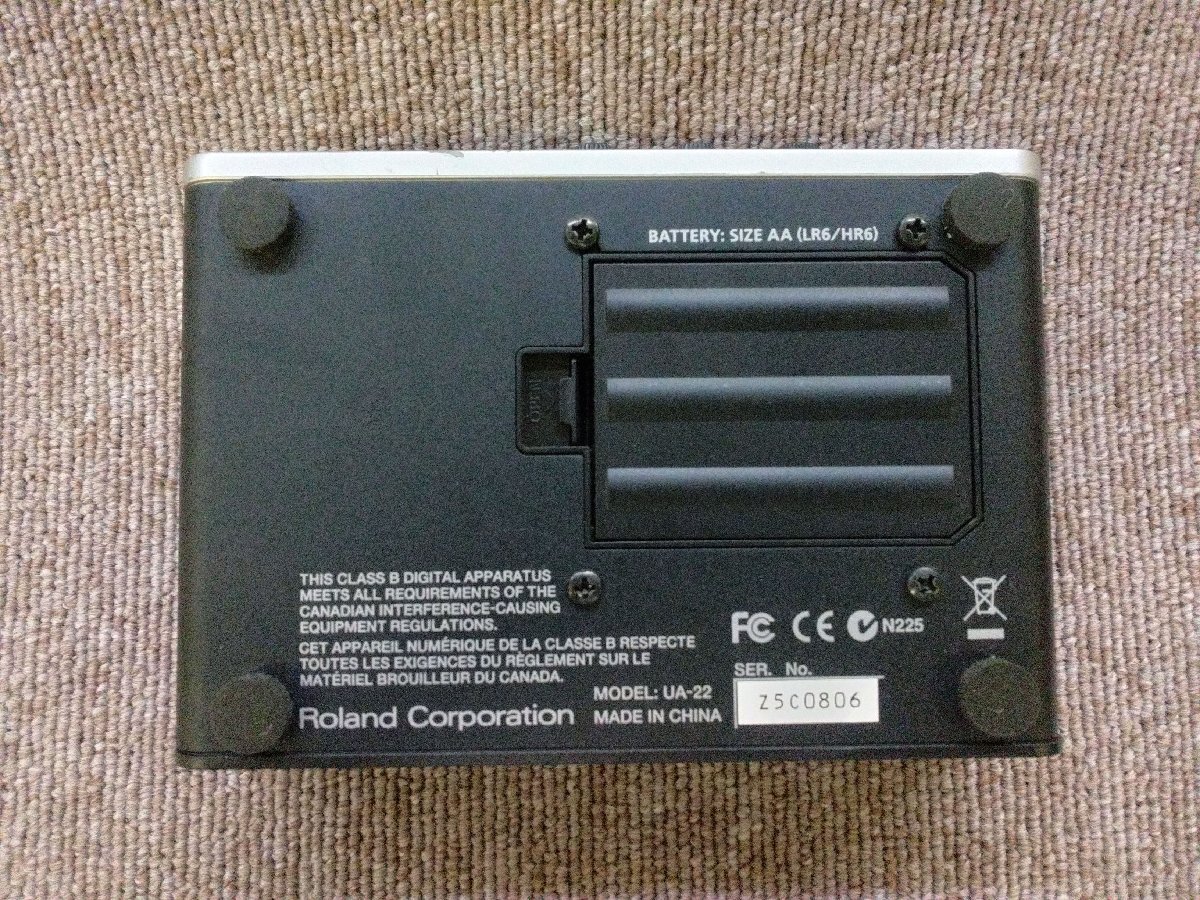 BATTERY: SIZE AA (LR6/HR6)
THIS CLASS B DIGITAL APPARATUS
MEETS ALL REQUIREMENTS OF THE
CANADIAN INTERFERENCE-CAUSING
EQUIPMENT REGULATIONS.
CET APPAREIL NUMÉRIQUE DE LA CLASSE B RESPECTE
TOUTES LES EXIGENCES DU RÈGLEMENT SUR LE
MATÉRIEL BROUILLEUR DU CANADA.
FC CE N225
SER. No.
Z5C0806
MODEL: UA-22
Roland Corporation MADE IN CHINA